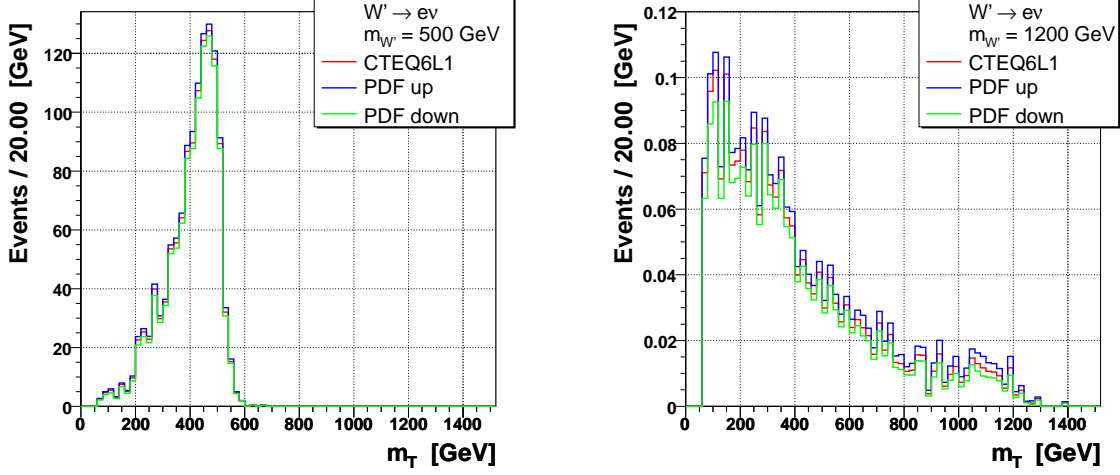 W' → eν
m_W' = 500 GeV
CTEQ6L1
PDF up
PDF down
Events / 20.00 [GeV]
120
100
80
60
40
20
0
0 200 400 600 800 1000 1200 1400
m_T [GeV]
W' → eν
m_W' = 1200 GeV
CTEQ6L1
PDF up
PDF down
Events / 20.00 [GeV]
0.12
0.1
0.08
0.06
0.04
0.02
0
0 200 400 600 800 1000 1200 1400
m_T [GeV]